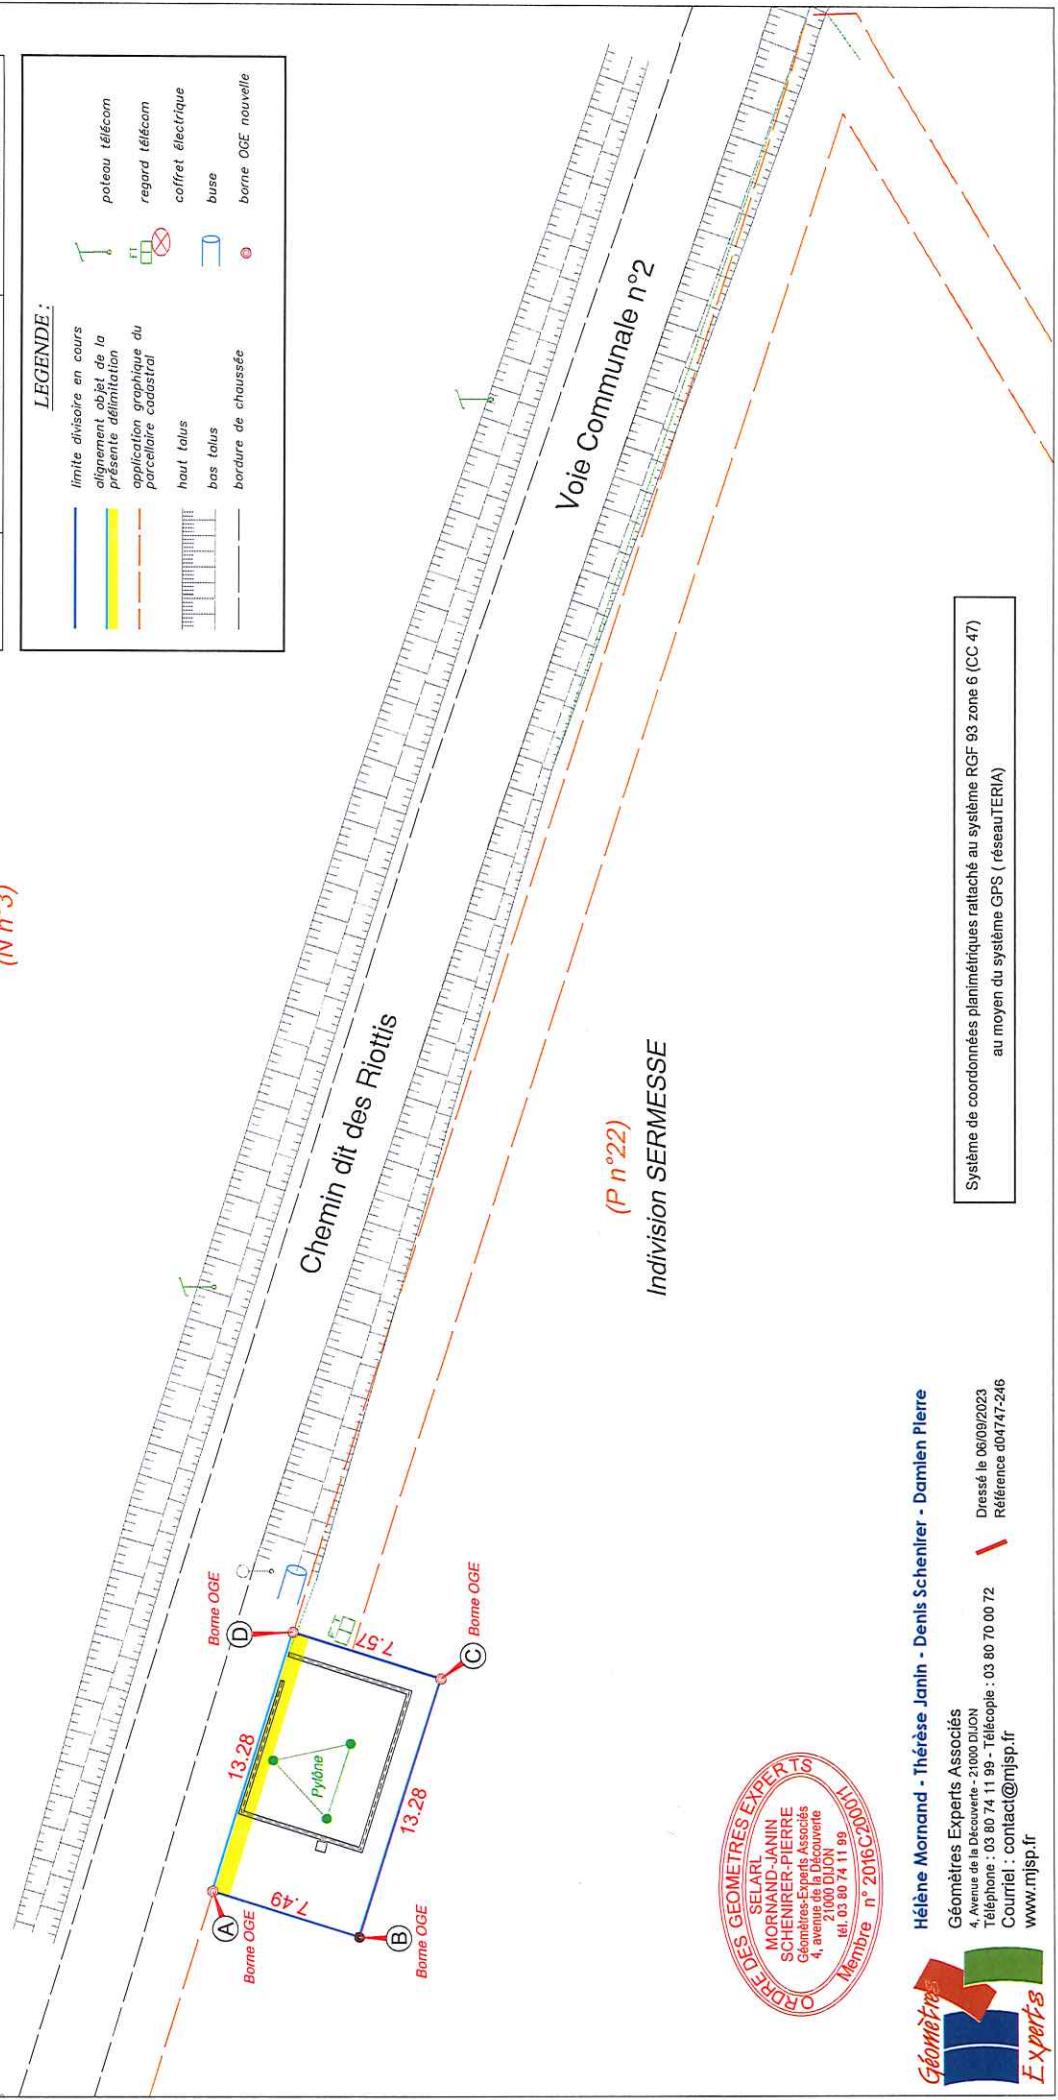 (N n°3)
LEGENDE :
limite divisoire en cours
alignement objet de la
présente délimitation
application graphique du
parcellaire cadastral
haut talus
bas talus
bordure de chaussée
poteau télécom
FT
regard télécom
coffret électrique
buse
borne OGE nouvelle
Voie Communale n°2
Chemin dit des Riottis
(P n°22)
Indivision SERMESSE
Borne OGE
A
Borne OGE
D
Borne OGE
B
Borne OGE
C
13.28
7.57
13.28
7.49
Pylône
FT
Système de coordonnées planimétriques rattaché au système RGF 93 zone 6 (CC 47)
au moyen du système GPS ( réseauTERIA)
ORDRE DES GEOMETRES EXPERTS
SELARL
MORNAND-JANIN
SCHENIRER-PIERRE
Géomètres-Experts Associés
4, avenue de la Découverte
21000 DIJON
tél. 03 80 74 11 99
Membre n° 2016C200011
Géomètres
Experts
Hélène Mornand - Thérèse Janin - Denis Schenirer - Damien Pierre
Géomètres Experts Associés
4, Avenue de la Découverte - 21000 DIJON
Téléphone : 03 80 74 11 99 - Télécopie : 03 80 70 00 72
Courriel : contact@mjsp.fr
www.mjsp.fr
Dressé le 06/09/2023
Référence d04747-246